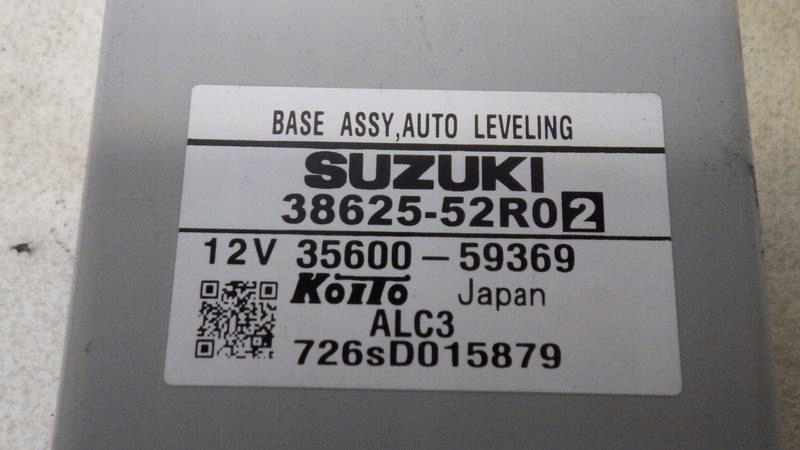 BASE ASSY,AUTO LEVELING
SUZUKI
38625-52R02
12V 35600-59369
KOITO Japan
ALC3
726sD015879